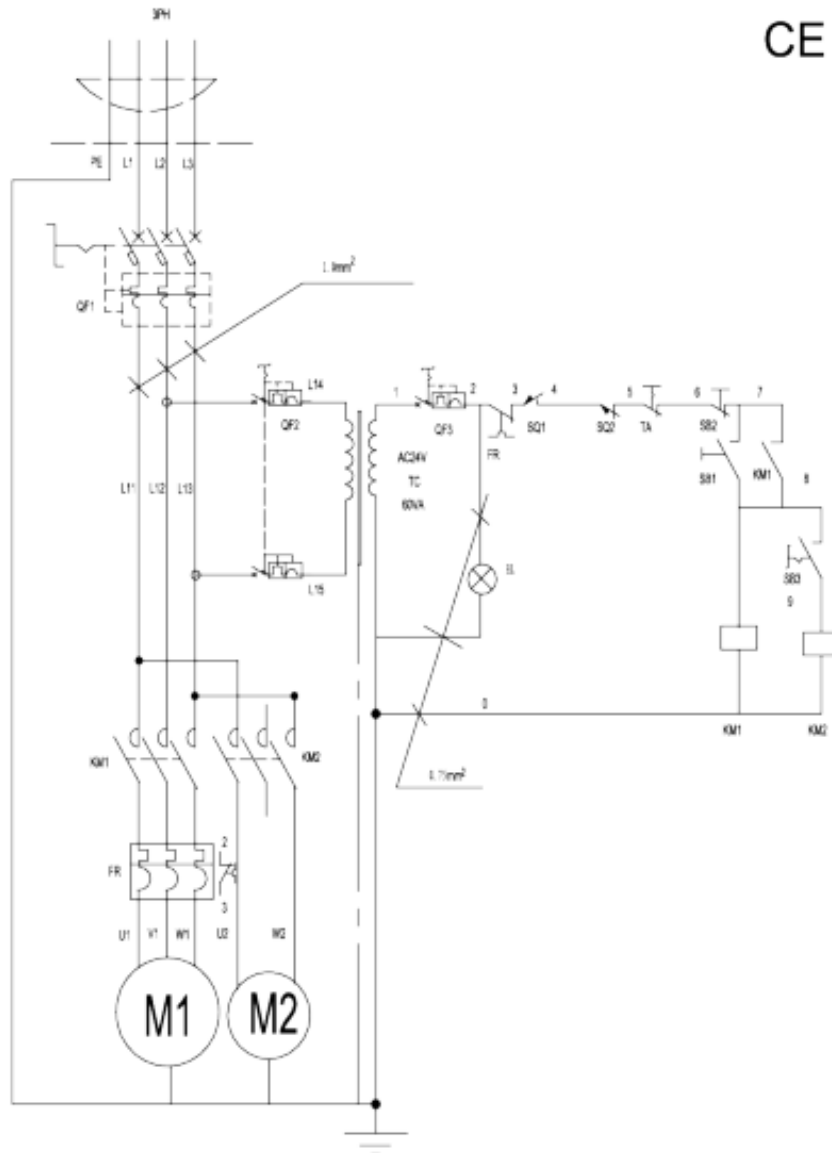 3PH
CE
PE L1 L2 L3
1.0mm²
QF1
L14 1 2 3 4 5 6 7
QF2 QF3 SQ1 SQ2 TA SB2
FR
AC24V
TC
60VA
SB1 KM1 8
L11 L12 L13
SB3
9
L15
EL
0
KM1 KM2
KM1 KM2
0.75mm²
2
FR
3
U1 V1 W1 U2 W2
M1 M2